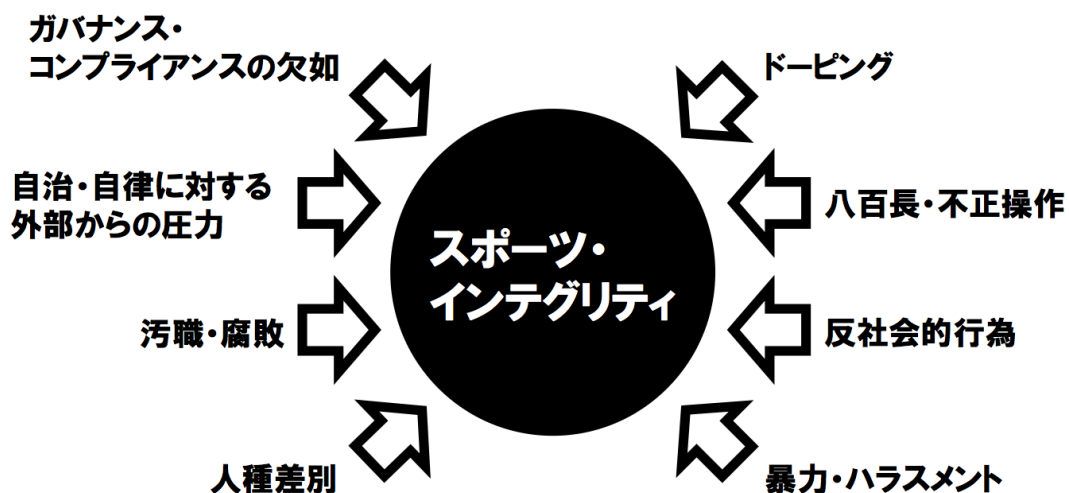 ガバナンス・
コンプライアンスの欠如
自治・自律に対する
外部からの圧力
汚職・腐敗
人種差別
スポーツ・
インテグリティ
ドーピング
八百長・不正操作
反社会的行為
暴力・ハラスメント